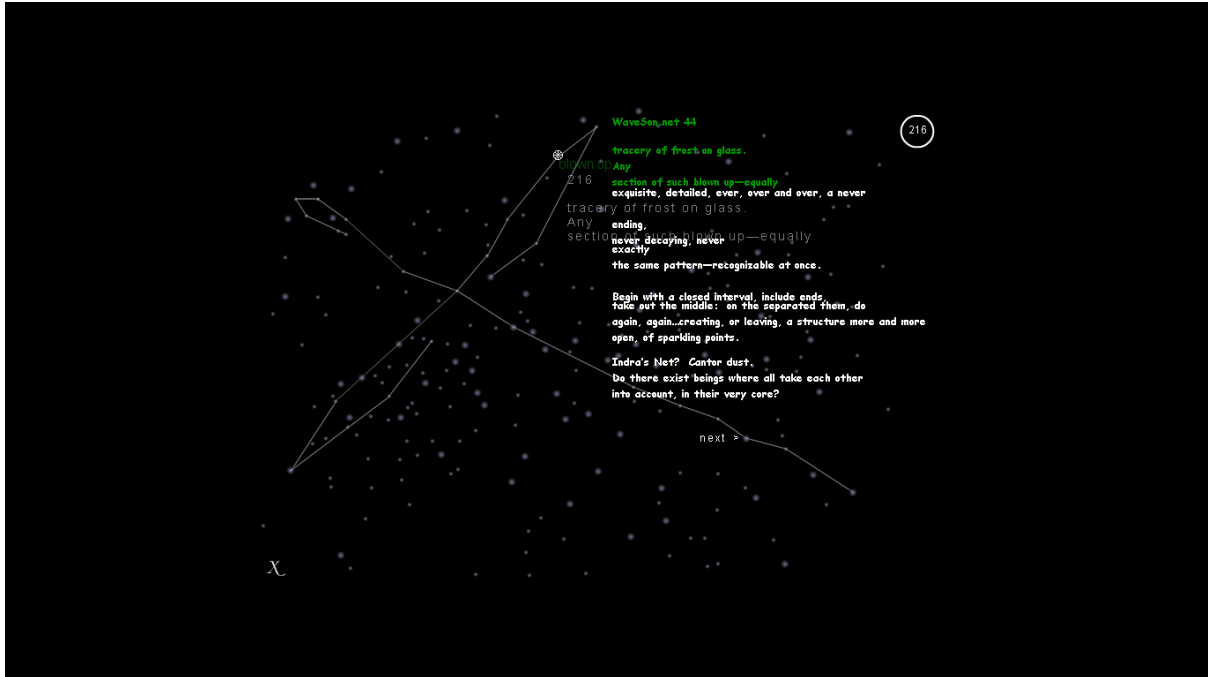 WaveSon.net 44
216
tracery of frost on glass.
blown up
Any
216
section of such blown up—equally
exquisite, detailed, ever, over and over, a never
tracery of frost on glass.
Any
ending,
section of such blown up—equally
never decaying, never
exactly
the same pattern—recognizable at once.
Begin with a closed interval, include ends,
take out the middle: on the separated them, do
again, again...creating, or leaving, a structure more and more
open, of sparkling points.
Indra's Net? Cantor dust.
Do there exist beings where all take each other
into account, in their very core?
next >
X